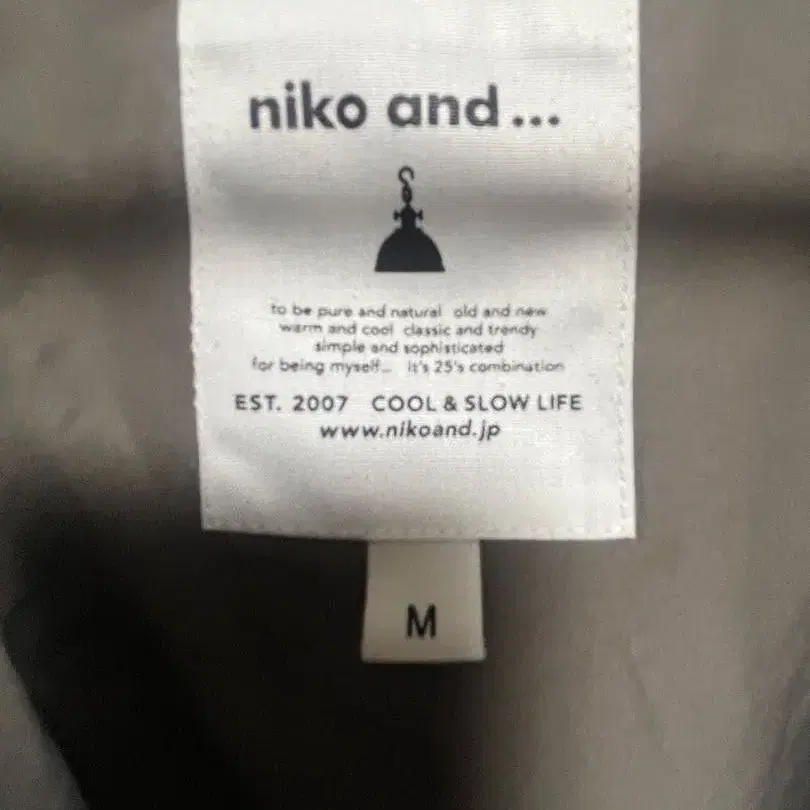 niko and...
to be pure and natural old and new
warm and cool classic and trendy
simple and sophisticated
for being myself... it's 25's combination
EST. 2007 COOL & SLOW LIFE
www.nikoand.jp
M